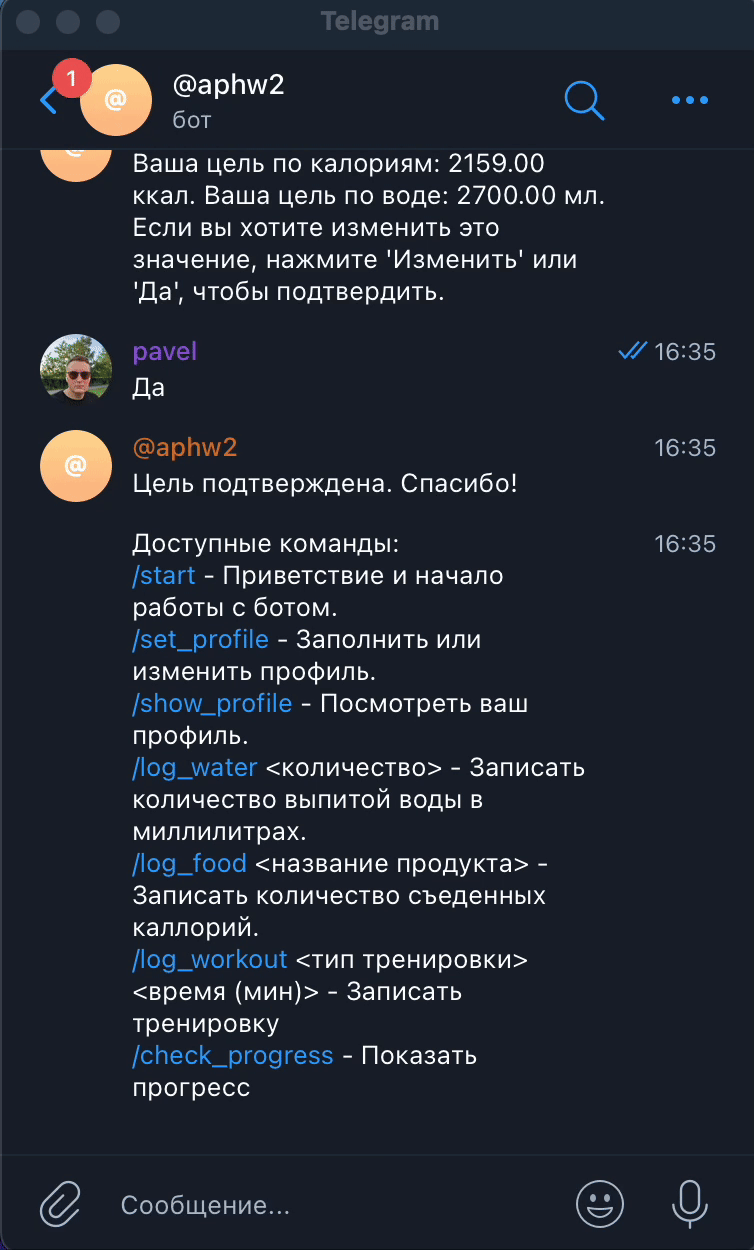 Telegram
1
@
@aphw2
бот
Ваша цель по калориям: 2159.00
ккал. Ваша цель по воде: 2700.00 мл.
Если вы хотите изменить это
значение, нажмите 'Изменить' или
'Да', чтобы подтвердить.
pavel
16:35
Да
@
@aphw2
16:35
Цель подтверждена. Спасибо!
Доступные команды:
16:35
/start - Приветствие и начало
работы с ботом.
/set_profile - Заполнить или
изменить профиль.
/show_profile - Посмотреть ваш
профиль.
/log_water <количество> - Записать
количество выпитой воды в
миллилитрах.
/log_food <название продукта> -
Записать количество съеденных
каллорий.
/log_workout <тип тренировки>
<время (мин)> - Записать
тренировку
/check_progress - Показать
прогресс
Сообщение...